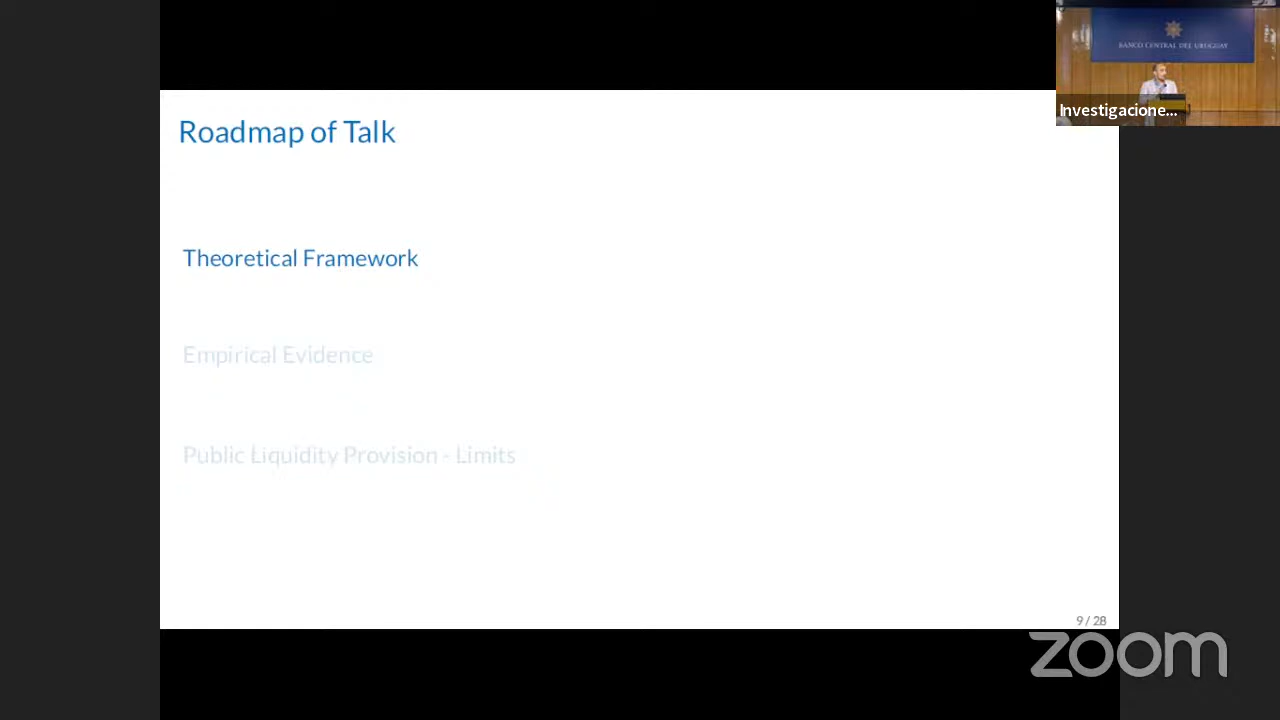 BANCO CENTRAL DEL URUGUAY
Investigacione...
Roadmap of Talk
Theoretical Framework
Empirical Evidence
Public Liquidity Provision - Limits
9 / 28
zoom